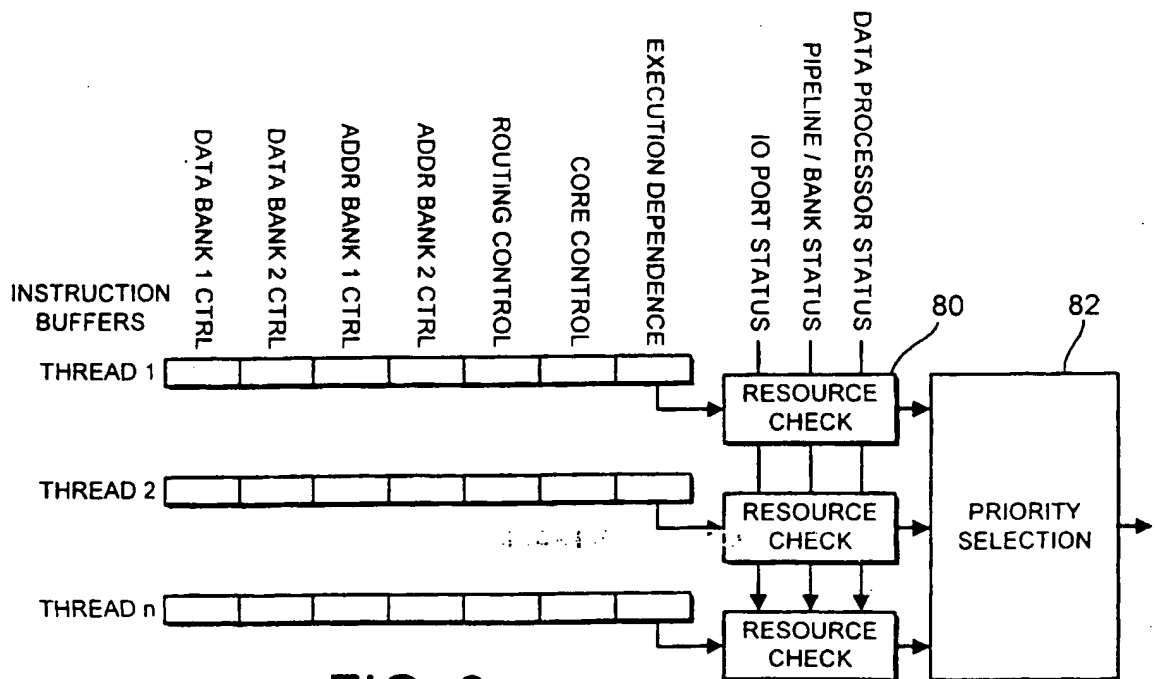 DATA BANK 1 CTRL
DATA BANK 2 CTRL
ADDR BANK 1 CTRL
ADDR BANK 2 CTRL
ROUTING CONTROL
CORE CONTROL
EXECUTION DEPENDENCE
IO PORT STATUS
PIPELINE / BANK STATUS
DATA PROCESSOR STATUS
INSTRUCTION
BUFFERS
80
82
THREAD 1
RESOURCE
CHECK
THREAD 2
RESOURCE
CHECK
PRIORITY
SELECTION
THREAD n
RESOURCE
CHECK